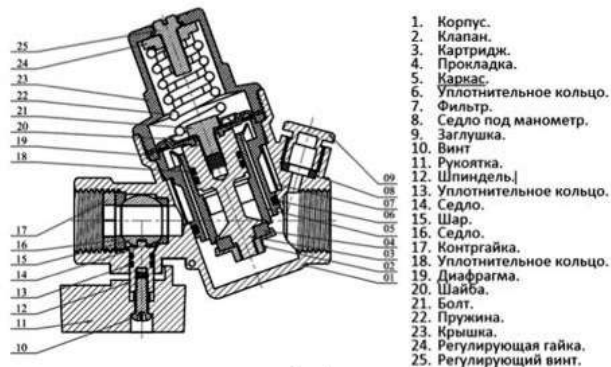 25
24
23
22
21
20
19
18
17
16
15
14
13
12
11
10
09
08
07
06
05
04
03
02
01
1. Корпус.
2. Клапан.
3. Картридж.
4. Прокладка.
5. Каркас.
6. Уплотнительное кольцо.
7. Фильтр.
8. Седло под манометр.
9. Заглушка.
10. Винт
11. Рукоятка.
12. Шпиндель.
13. Уплотнительное кольцо.
14. Седло.
15. Шар.
16. Седло.
17. Контргайка.
18. Уплотнительное кольцо.
19. Диафрагма.
20. Шайба.
21. Болт.
22. Пружина.
23. Крышка.
24. Регулирующая гайка.
25. Регулирующий винт.